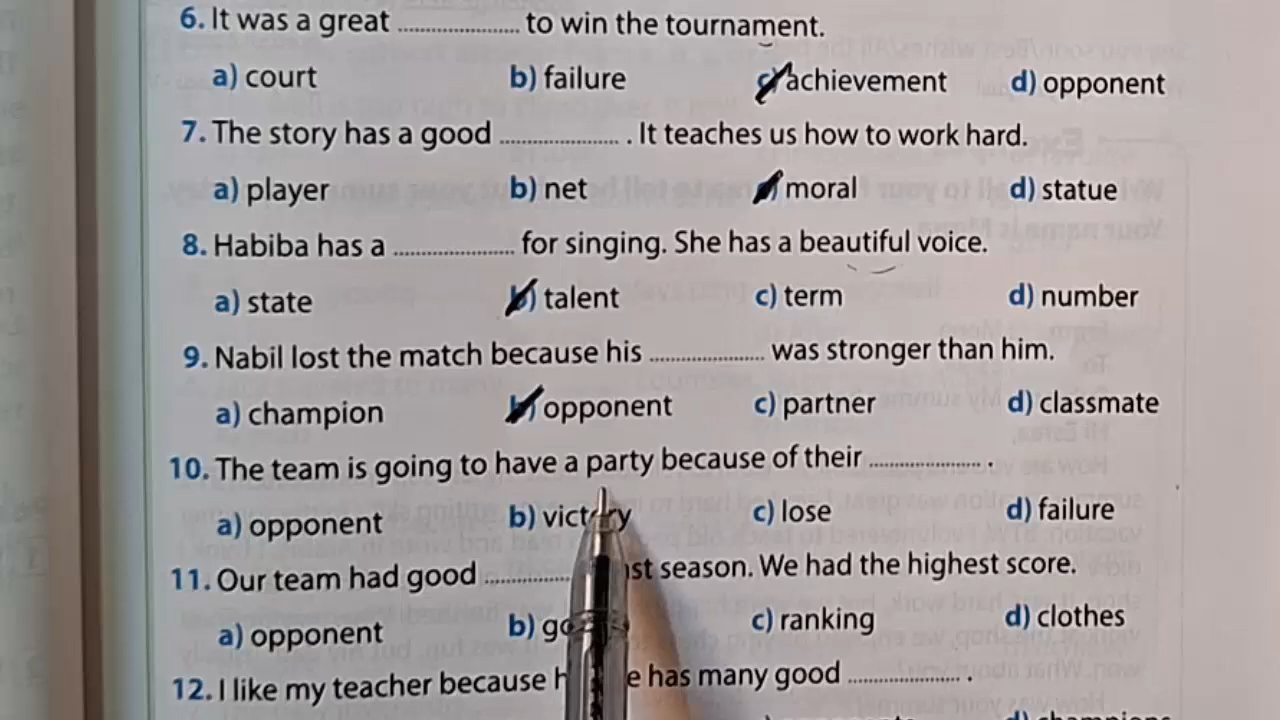 6. It was a great .................... to win the tournament.
a) court b) failure c) achievement d) opponent
7. The story has a good .................... . It teaches us how to work hard.
a) player b) net moral d) statue
8. Habiba has a .................... for singing. She has a beautiful voice.
a) state b) talent c) term d) number
9. Nabil lost the match because his .................... was stronger than him.
a) champion b) opponent c) partner d) classmate
10. The team is going to have a party because of their .................... .
a) opponent b) victory c) lose d) failure
11. Our team had good .................... season. We had the highest score.
a) opponent b) c) ranking d) clothes
12. I like my teacher because has many good .................... .
d) champions